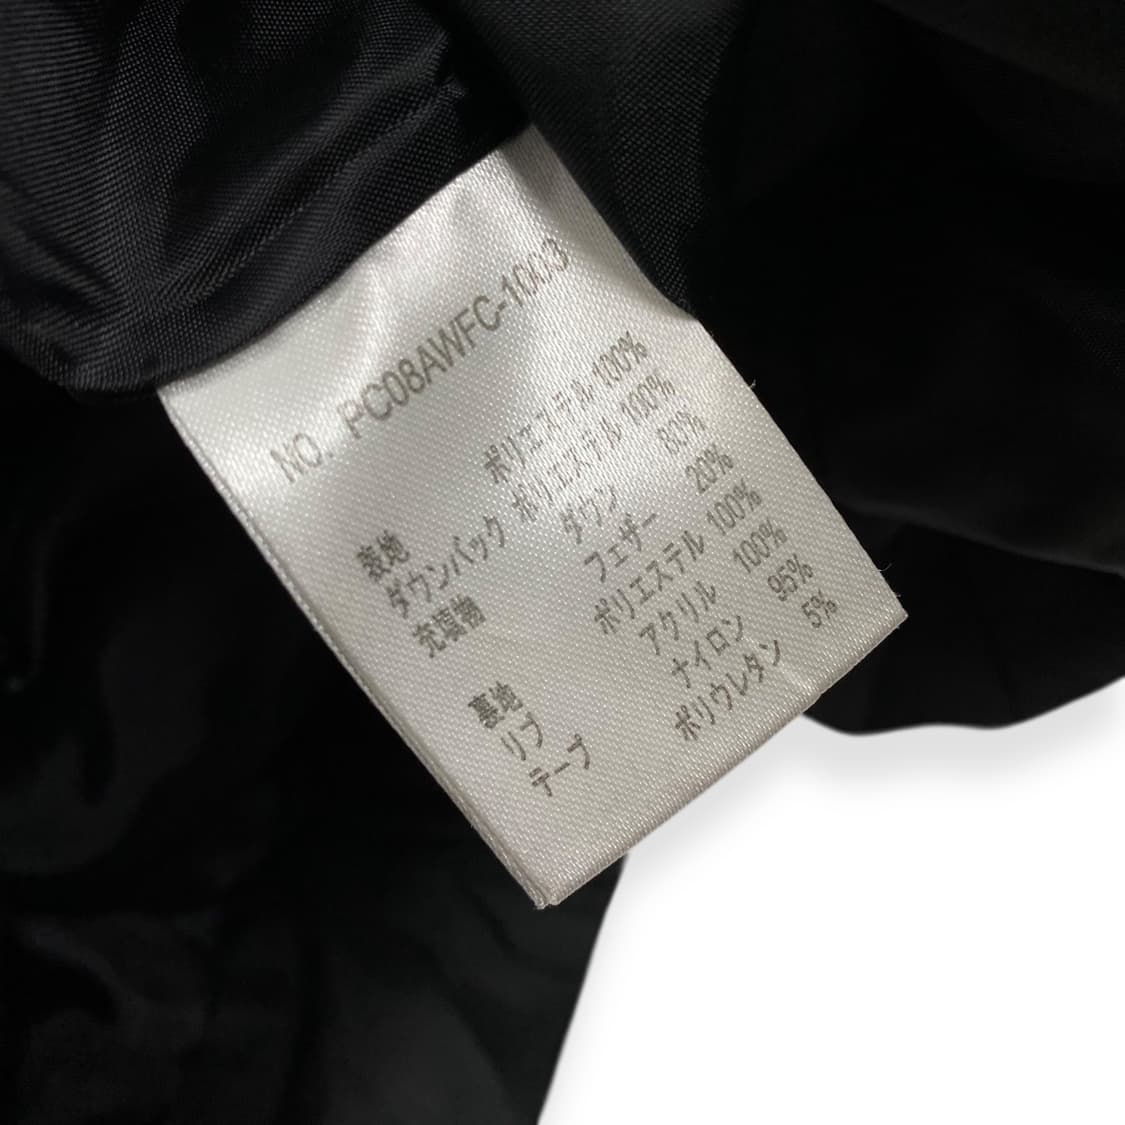 NO. PC08AWFC-1003
表地 ポリエステル 100%
ダウンパック ポリエステル 100%
充填物 ダウン 80%
フェザー 20%
裏地 ポリエステル 100%
リブ アクリル 100%
テープ ナイロン 95%
ポリウレタン 5%